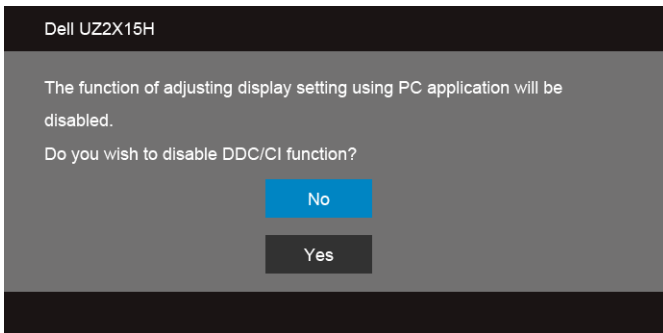 Dell UZ2X15H
The function of adjusting display setting using PC application will be
disabled.
Do you wish to disable DDC/CI function?
No
Yes